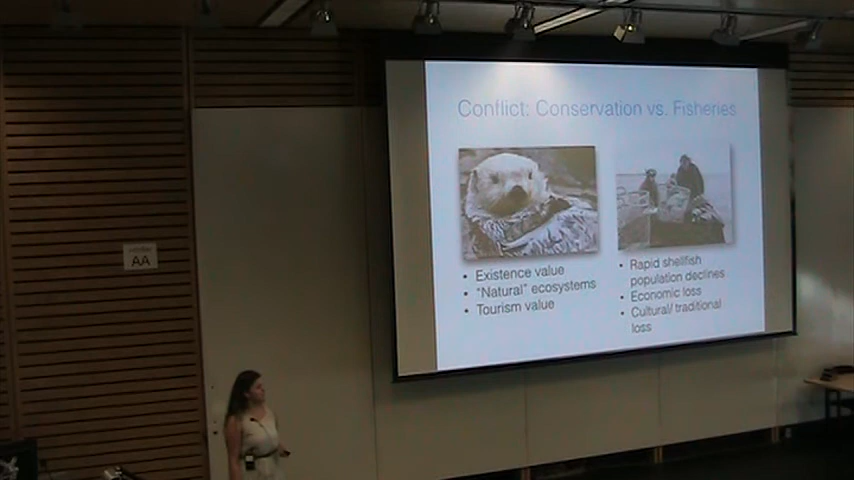 Conflict: Conservation vs. Fisheries
• Existence value
• "Natural" ecosystems
• Tourism value
• Rapid shellfish
population declines
• Economic loss
• Cultural/ traditional
loss
AA